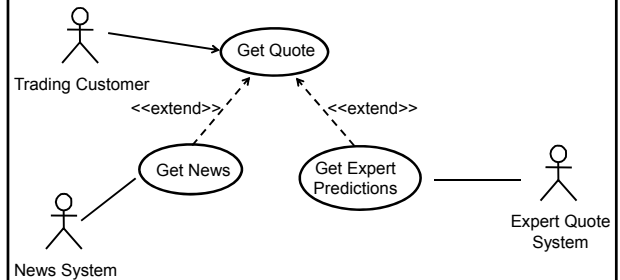 Get Quote
Trading Customer
<<extend>>
<<extend>>
Get News
Get Expert
Predictions
Expert Quote
System
News System